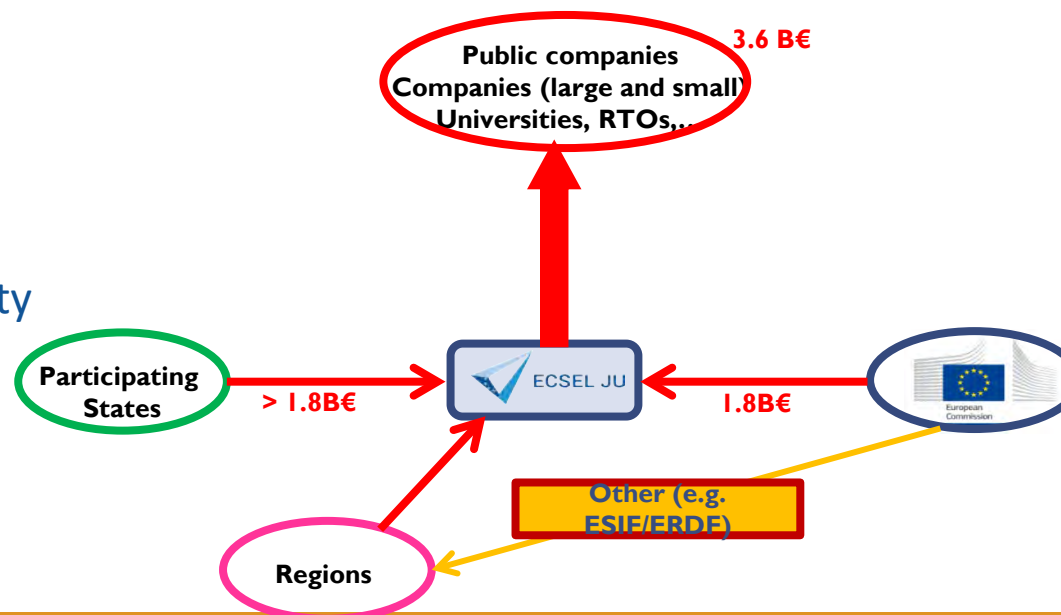 3.6 B€
Public companies
Companies (large and small)
Universities, RTOs,..
ty
Participating
States
> 1.8B€
ECSEL JU
1.8B€
European
Commission
Other (e.g.
ESIF/ERDF)
Regions